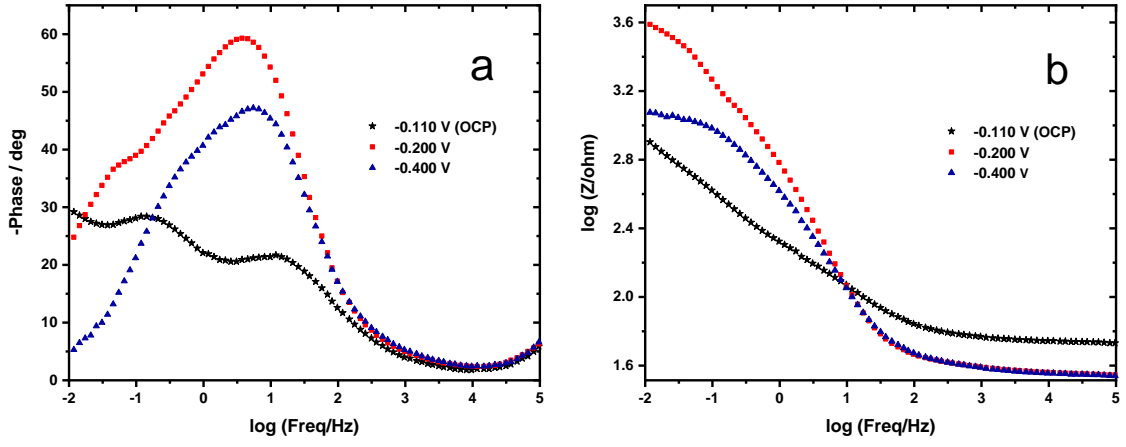 a
60
50
40
30
20
10
0
-Phase / deg
-0.110 V (OCP)
-0.200 V
-0.400 V
-2 -1 0 1 2 3 4 5
log (Freq/Hz)
b
3.6
3.2
2.8
2.4
2.0
1.6
log (Z/ohm)
-0.110 V (OCP)
-0.200 V
-0.400 V
-2 -1 0 1 2 3 4 5
log (Freq/Hz)